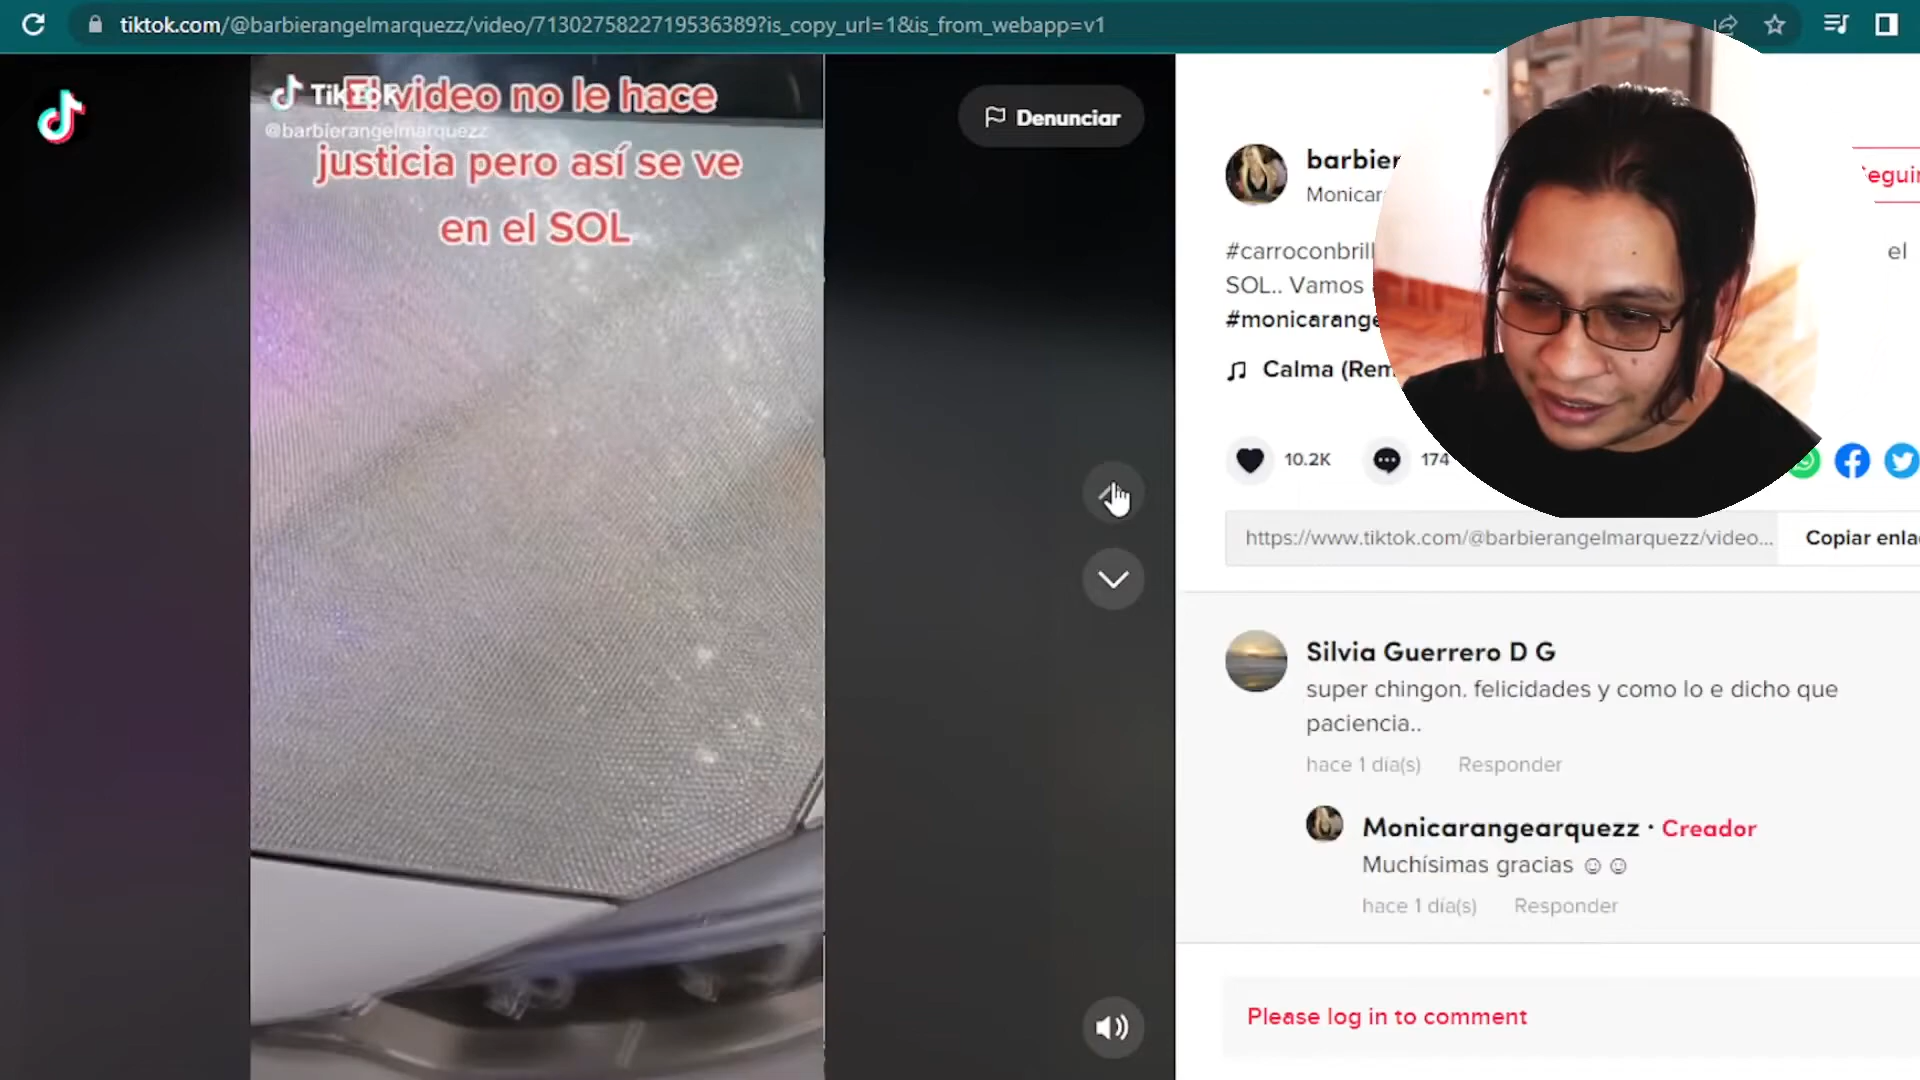 tiktok.com/@barbierangelmarquezz/video/7130275822719536389?is_copy_url=1&is_from_webapp=v1
TikTok
@barbierangelmarquezz
El video no le hace
justicia pero así se ve
en el SOL
Denunciar
barbier
Monicar
Seguir
#carroconbrill el
SOL.. Vamos
#monicarange
Calma (Rem
10.2K
174
https://www.tiktok.com/@barbierangelmarquezz/video...
Copiar enla
Silvia Guerrero D G
super chingon. felicidades y como lo e dicho que
paciencia..
hace 1 día(s) Responder
Monicarangearquezz · Creador
Muchísimas gracias ☺☺
hace 1 día(s) Responder
Please log in to comment